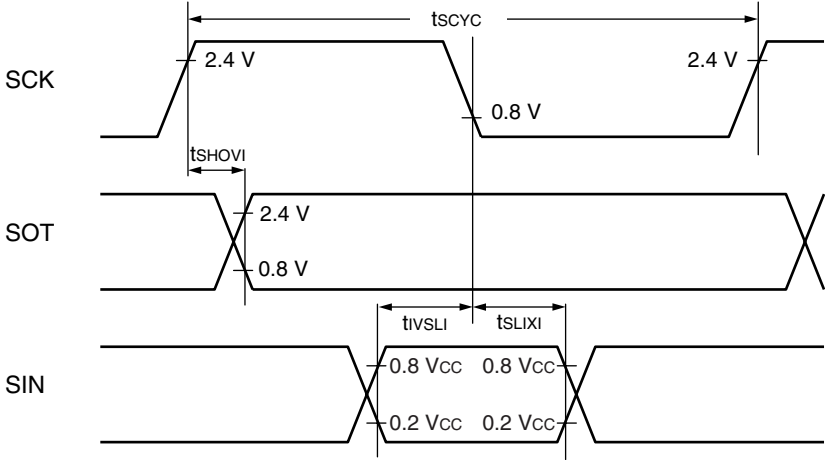 tSCYC
SCK
2.4 V
2.4 V
0.8 V
tSHOVI
SOT
2.4 V
0.8 V
tIVSLI
tSLIXI
SIN
0.8 VCC
0.8 VCC
0.2 VCC
0.2 VCC